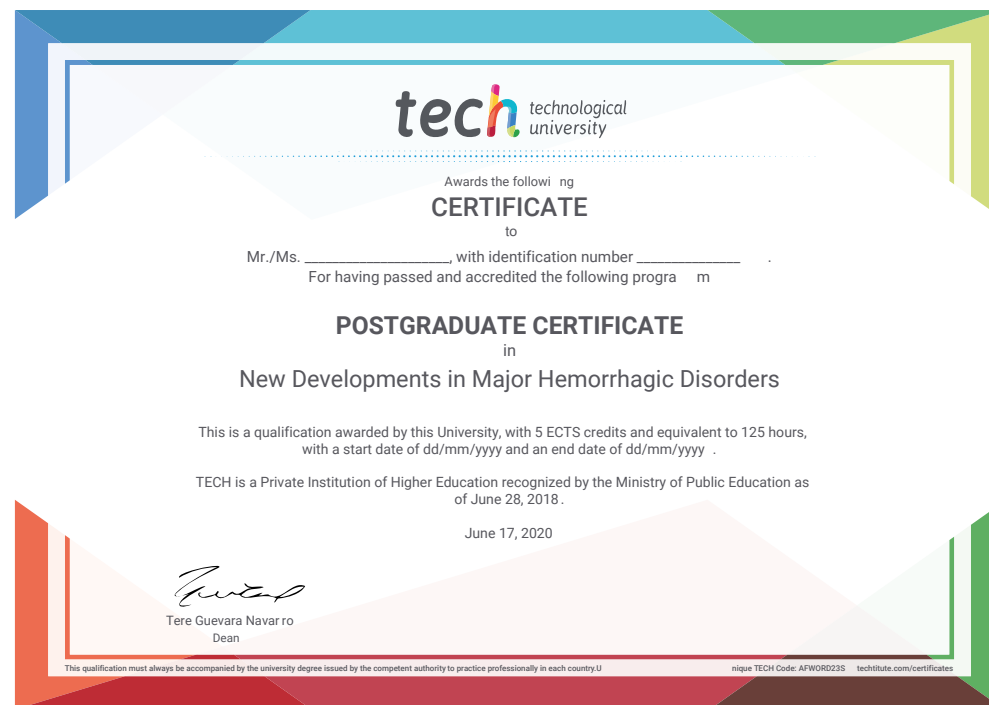 tech technological
university
Awards the followi ng
CERTIFICATE
to
Mr./Ms. _____________________, with identification number _______________ .
For having passed and accredited the following progra m
POSTGRADUATE CERTIFICATE
in
New Developments in Major Hemorrhagic Disorders
This is a qualification awarded by this University, with 5 ECTS credits and equivalent to 125 hours,
with a start date of dd/mm/yyyy and an end date of dd/mm/yyyy .
TECH is a Private Institution of Higher Education recognized by the Ministry of Public Education as
of June 28, 2018 .
June 17, 2020
Tere Guevara Navar ro
Dean
This qualification must always be accompanied by the university degree issued by the competent authority to practice professionally in each country.U nique TECH Code: AFWORD23S techtitute.com/certificates